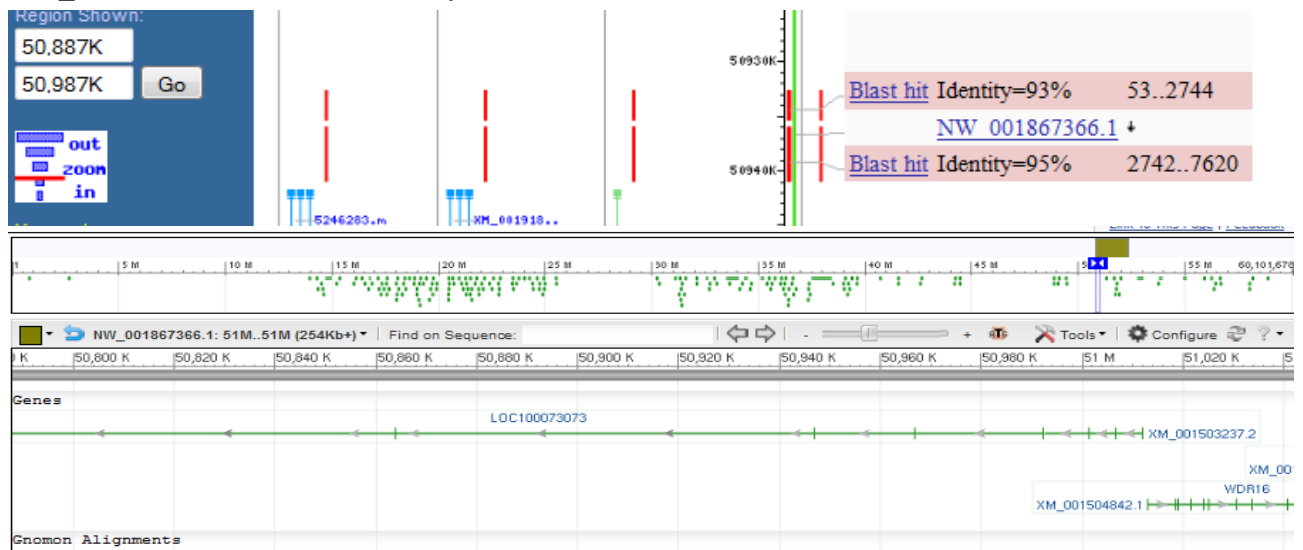 Region Shown:
50,887K
50,987K Go
out
zoom
in
50930K
50940K
5246283.m
XM_001918..
Blast hit Identity=93% 53..2744
NW_001867366.1
Blast hit Identity=95% 2742..7620
5 M 10 M 15 M 20 M 25 M 30 M 35 M 40 M 45 M 55 M 60,101,678
NW_001867366.1: 51M..51M (254Kb+) Find on Sequence: - + Tools Configure ?
K 50,800 K 50,820 K 50,840 K 50,860 K 50,880 K 50,900 K 50,920 K 50,940 K 50,960 K 50,980 K 51 M 51,020 K
Genes
LOC100073073
XM_001503237.2
XM_00
WDR16
XM_001504842.1
Gnomon Alignments